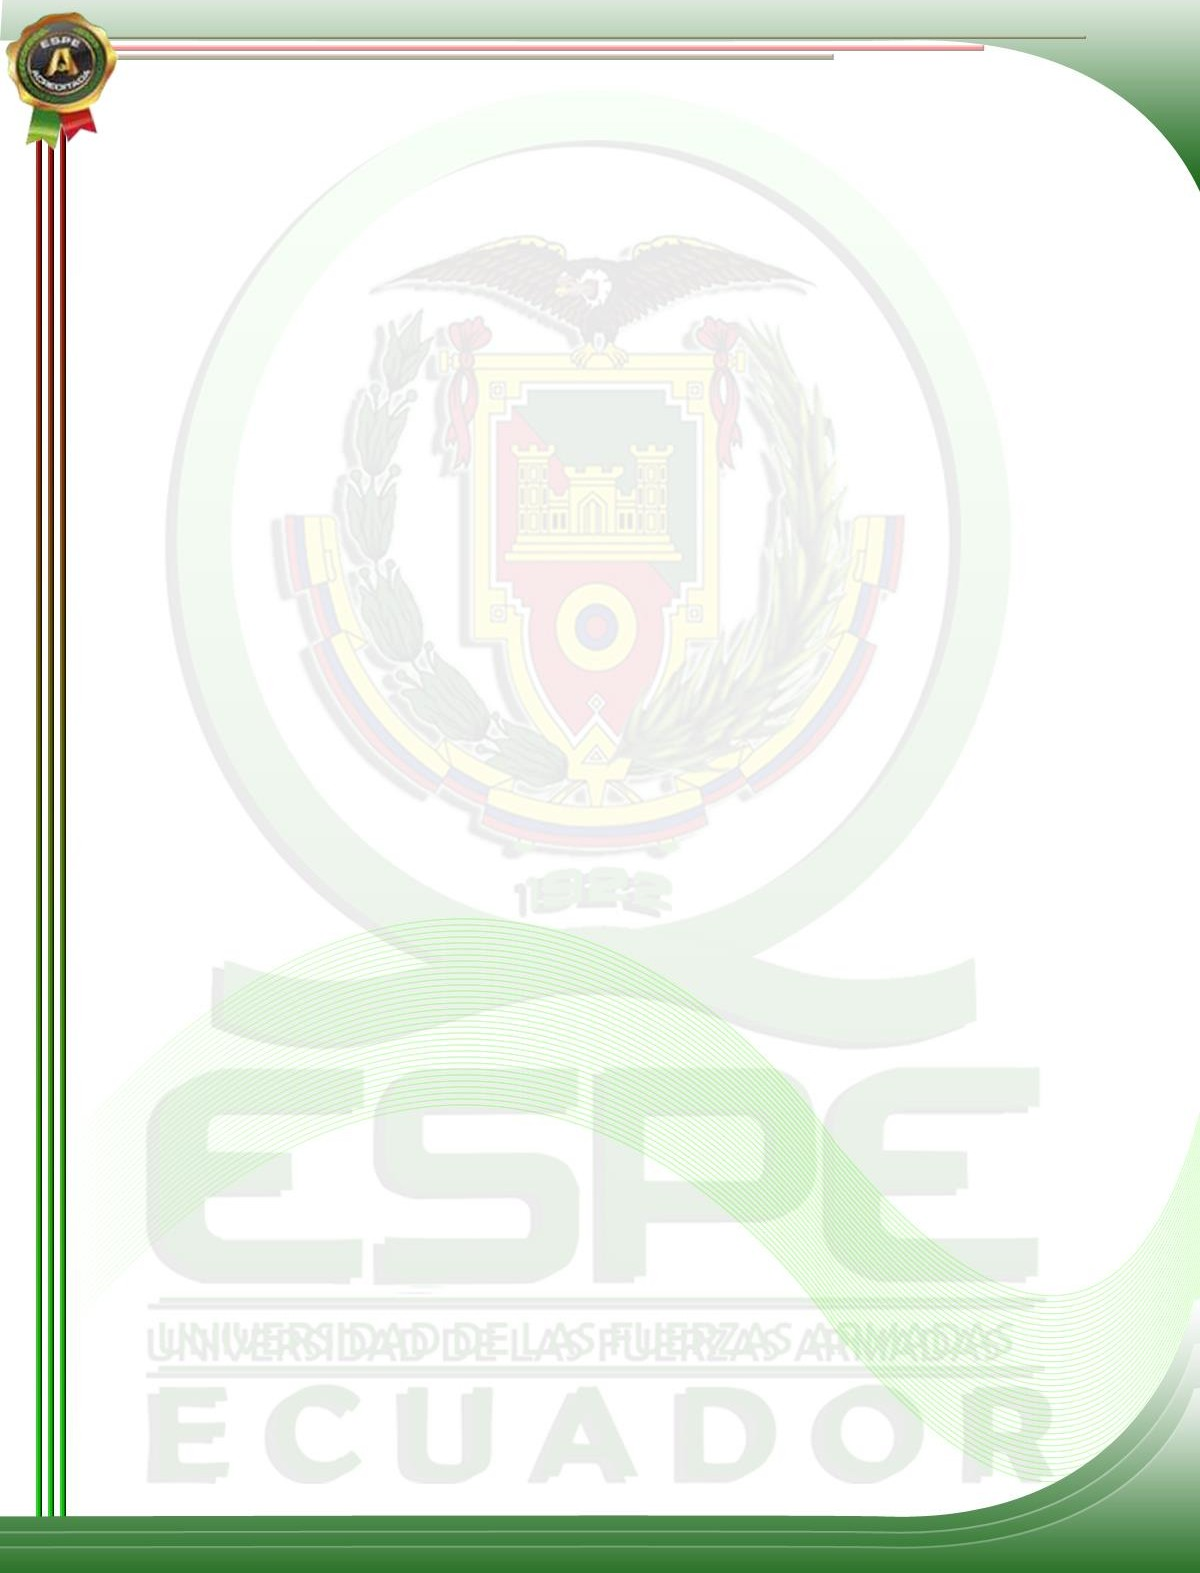 ESPE
A
ACREDITADA
1922
ESPE
UNIVERSIDAD DE LAS FUERZAS ARMADAS
ECUADOR